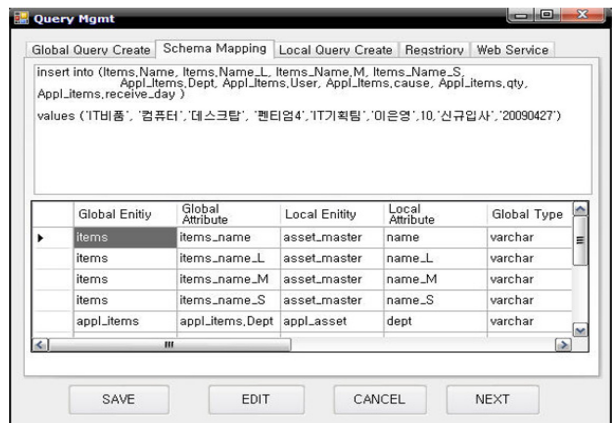 Query Mgmt
Global Query Create Schema Mapping Local Query Create Regstriory Web Service
insert into (Items,Name, Items,Name_L, Items_Name,M, Items_Name_S,
Appl_Items,Dept, Appl_Items,User, Appl_Items,cause, Appl_items,qty,
Appl_items,receive_day )
values ('IT비품', '컴퓨터','데스크탑', '펜티엄4','IT기획팀','이은영',10,'신규입사','20090427')
Global Enitiy Global Attribute Local Enitity Local Attribute Global Type
items items_name asset_master name varchar
items items_name_L asset_master name_L varchar
items items_name_M asset_master name_M varchar
items items_name_S asset_master name_S varchar
appl_items appl_items,Dept appl_asset dept varchar
SAVE EDIT CANCEL NEXT